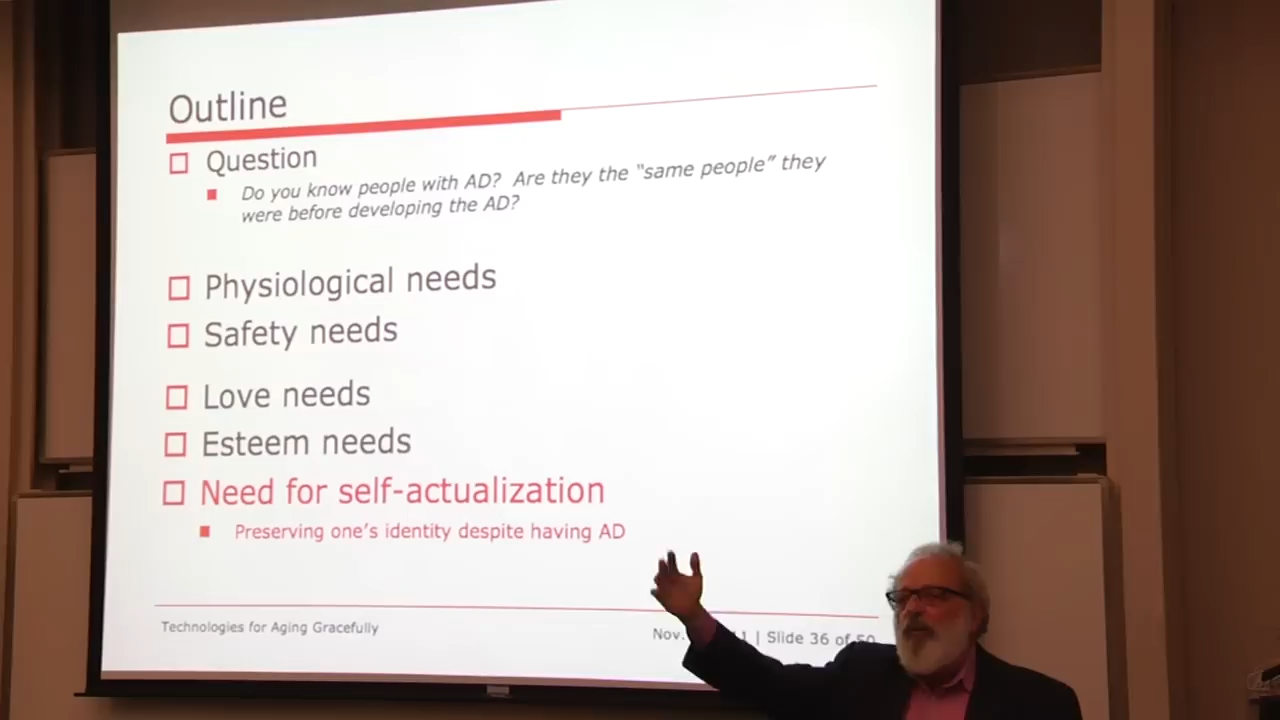 Outline
Question
Do you know people with AD? Are they the “same people” they
were before developing the AD?
Physiological needs
Safety needs
Love needs
Esteem needs
Need for self-actualization
Preserving one’s identity despite having AD
Technologies for Aging Gracefully
Nov. | Slide 36 of 50